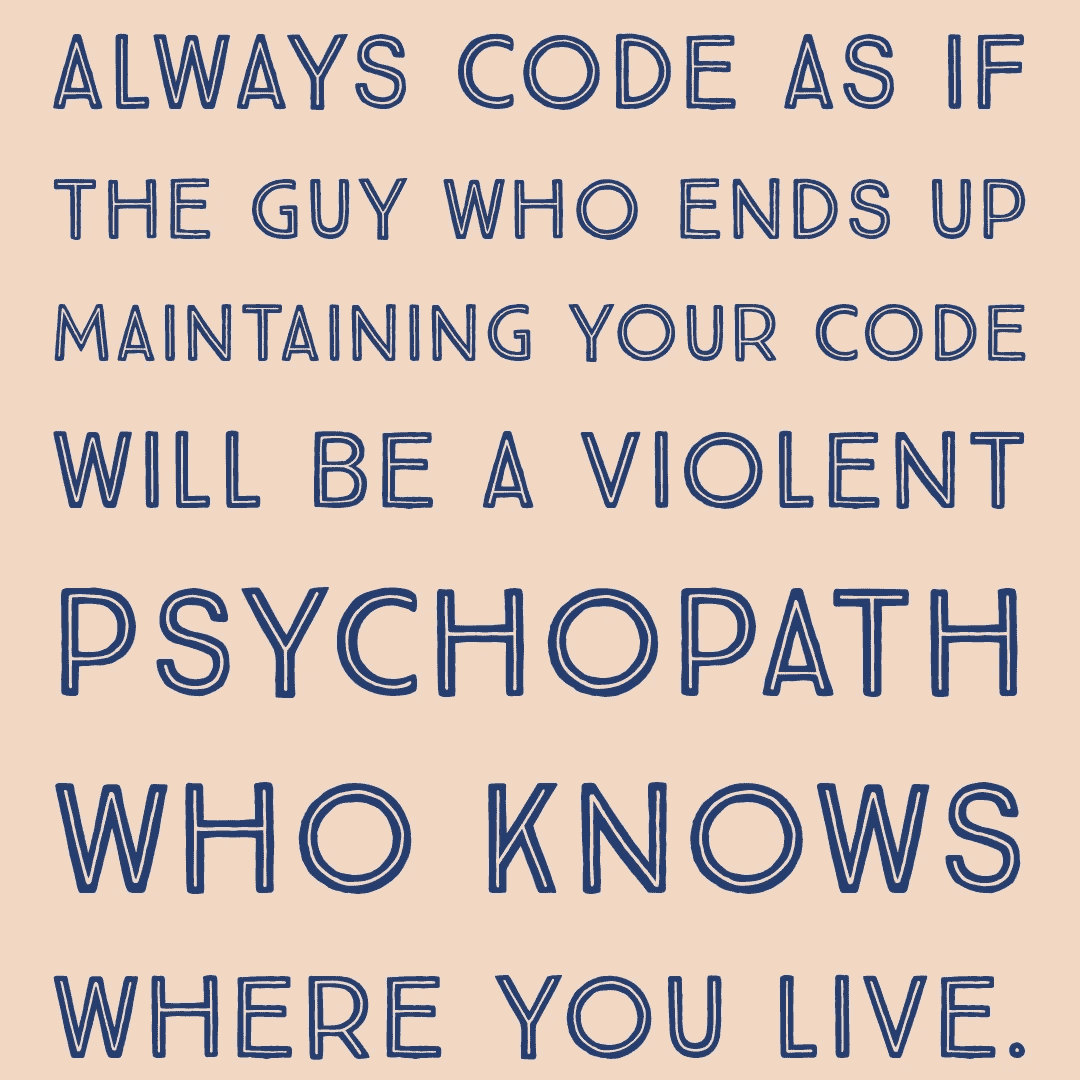 ALWAYS CODE AS IF
THE GUY WHO ENDS UP
MAINTAINING YOUR CODE
WILL BE A VIOLENT
PSYCHOPATH
WHO KNOWS
WHERE YOU LIVE.